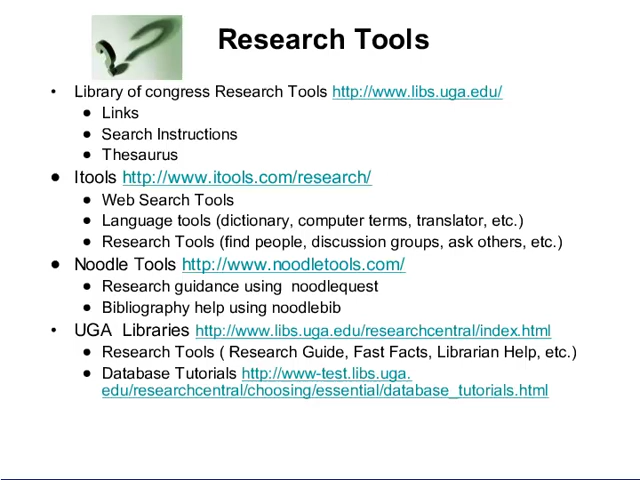 Research Tools
• Library of congress Research Tools http://www.libs.uga.edu/
● Links
● Search Instructions
● Thesaurus
● Itools http://www.itools.com/research/
● Web Search Tools
● Language tools (dictionary, computer terms, translator, etc.)
● Research Tools (find people, discussion groups, ask others, etc.)
● Noodle Tools http://www.noodletools.com/
● Research guidance using  noodlequest
● Bibliography help using noodlebib
• UGA  Libraries http://www.libs.uga.edu/researchcentral/index.html
● Research Tools ( Research Guide, Fast Facts, Librarian Help, etc.)
● Database Tutorials http://www-test.libs.uga.
edu/researchcentral/choosing/essential/database_tutorials.html